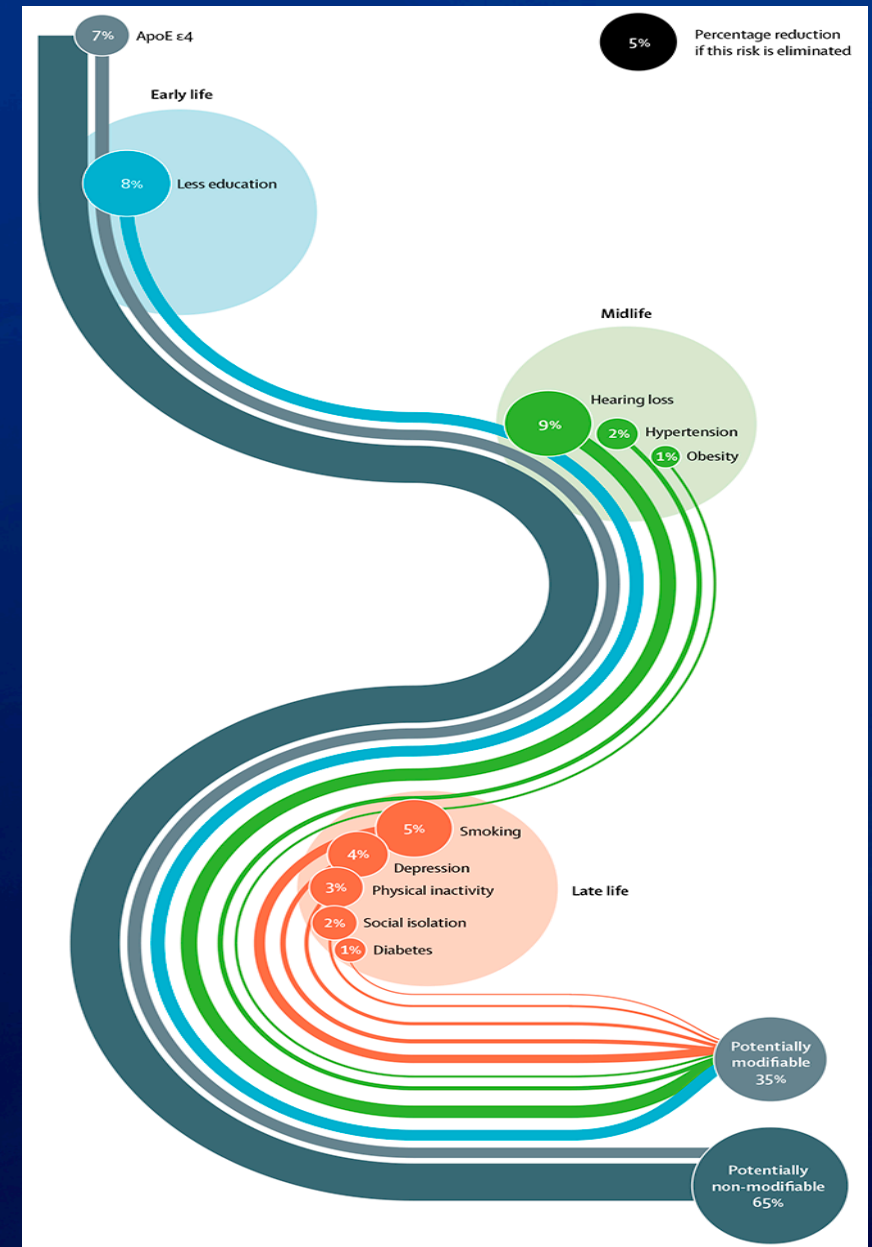 7%
ApoE ε4
5%
Percentage reduction
if this risk is eliminated
Early life
8%
Less education
Midlife
Hearing loss
9%
2%
Hypertension
1%
Obesity
5%
Smoking
4%
Depression
3%
Physical inactivity
Late life
2%
Social isolation
1%
Diabetes
Potentially
modifiable
35%
Potentially
non-modifiable
65%